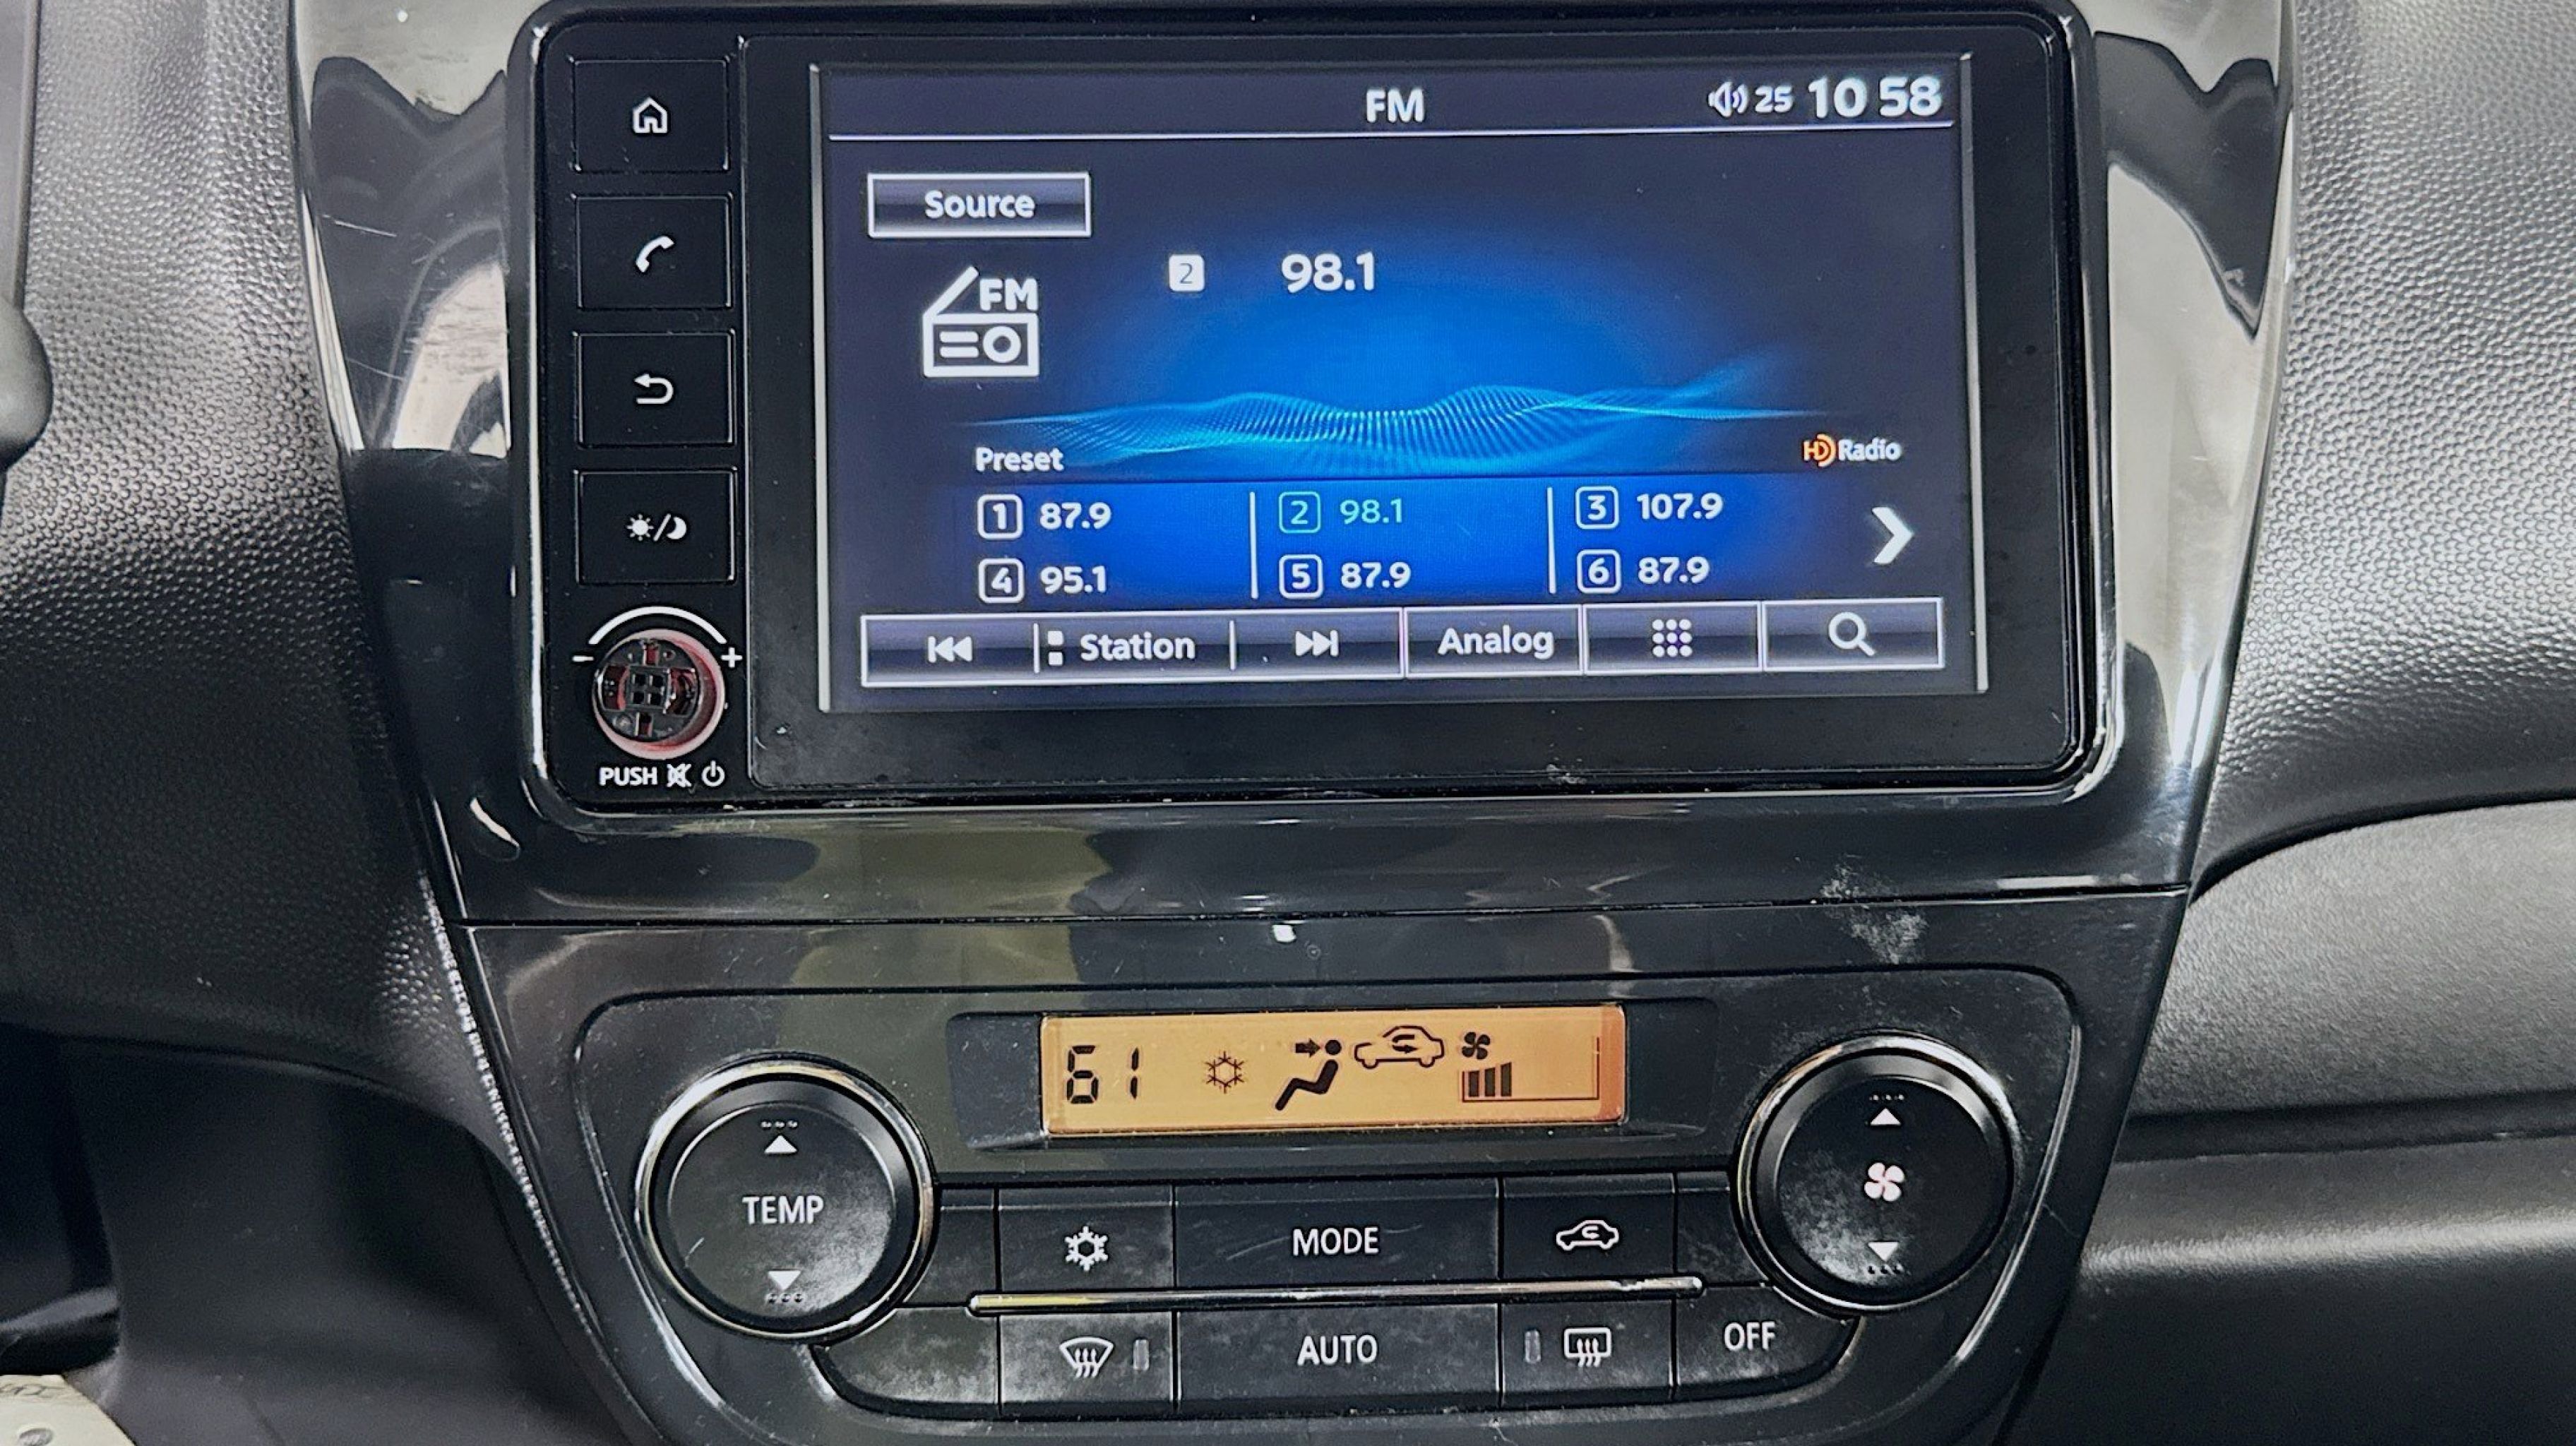 FM 25 10 58
Source
2 98.1
FM
Preset HD Radio
1 87.9 2 98.1 3 107.9
4 95.1 5 87.9 6 87.9
Station Analog
- +
PUSH
61
TEMP
MODE
AUTO OFF